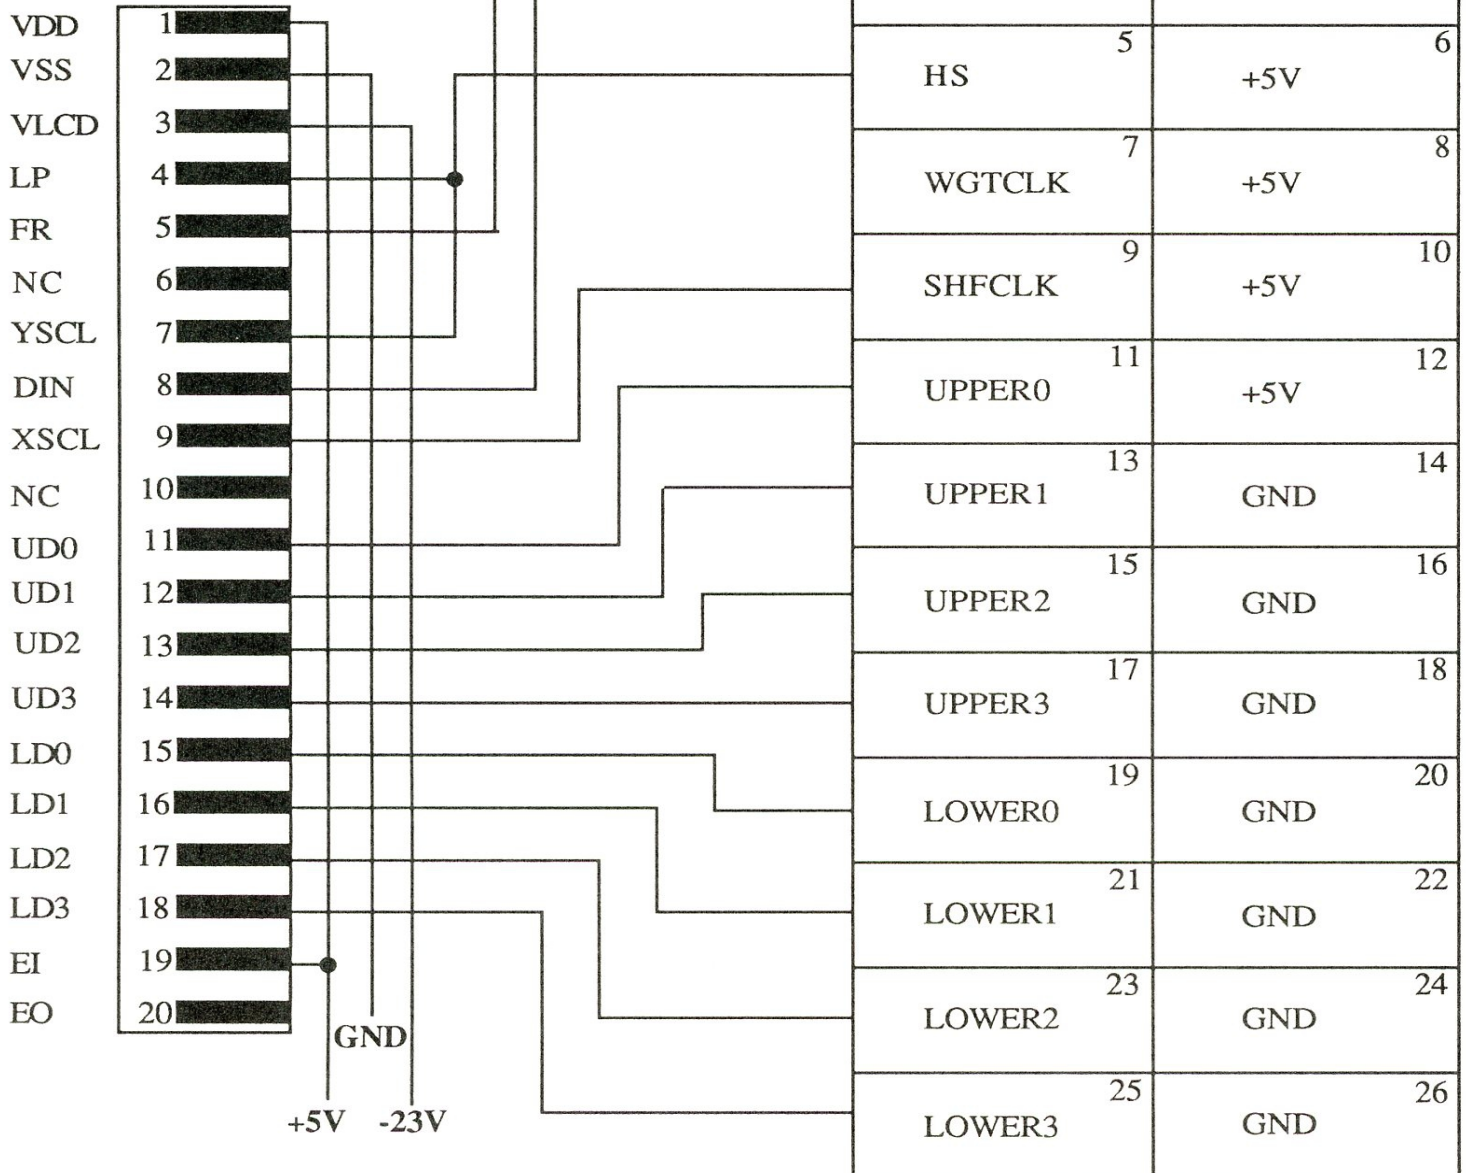 VDD 1
VSS 2
VLCD 3
LP 4
FR 5
NC 6
YSCL 7
DIN 8
XSCL 9
NC 10
UD0 11
UD1 12
UD2 13
UD3 14
LD0 15
LD1 16
LD2 17
LD3 18
EI 19
EO 20
GND
+5V -23V
5 6
HS +5V
7 8
WGTCLK +5V
9 10
SHFCLK +5V
11 12
UPPER0 +5V
13 14
UPPER1 GND
15 16
UPPER2 GND
17 18
UPPER3 GND
19 20
LOWER0 GND
21 22
LOWER1 GND
23 24
LOWER2 GND
25 26
LOWER3 GND